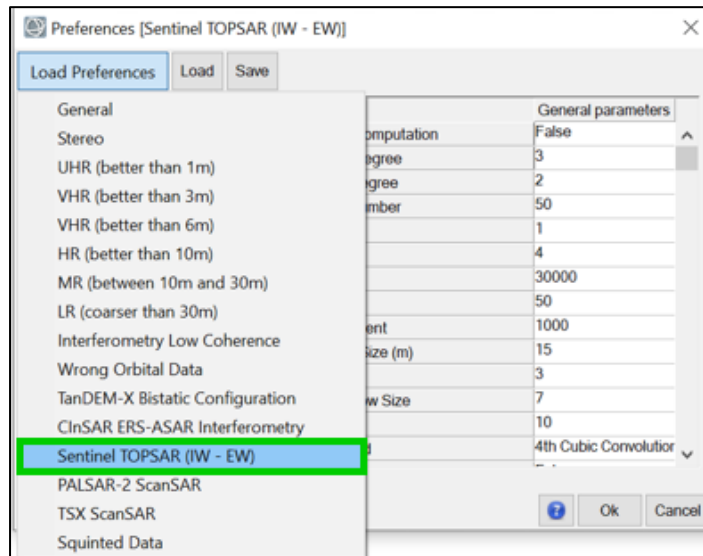 Preferences [Sentinel TOPSAR (IW - EW)]
Load Preferences Load Save
General
Stereo
UHR (better than 1m)
VHR (better than 3m)
VHR (better than 6m)
HR (better than 10m)
MR (between 10m and 30m)
LR (coarser than 30m)
Interferometry Low Coherence
Wrong Orbital Data
TanDEM-X Bistatic Configuration
CInSAR ERS-ASAR Interferometry
Sentinel TOPSAR (IW - EW)
PALSAR-2 ScanSAR
TSX ScanSAR
Squinted Data
General parameters
omputation False
egree 3
gree 2
mber 50
1
4
30000
50
ent 1000
Size (m) 15
3
w Size 7
10
4th Cubic Convolution
Ok Cancel